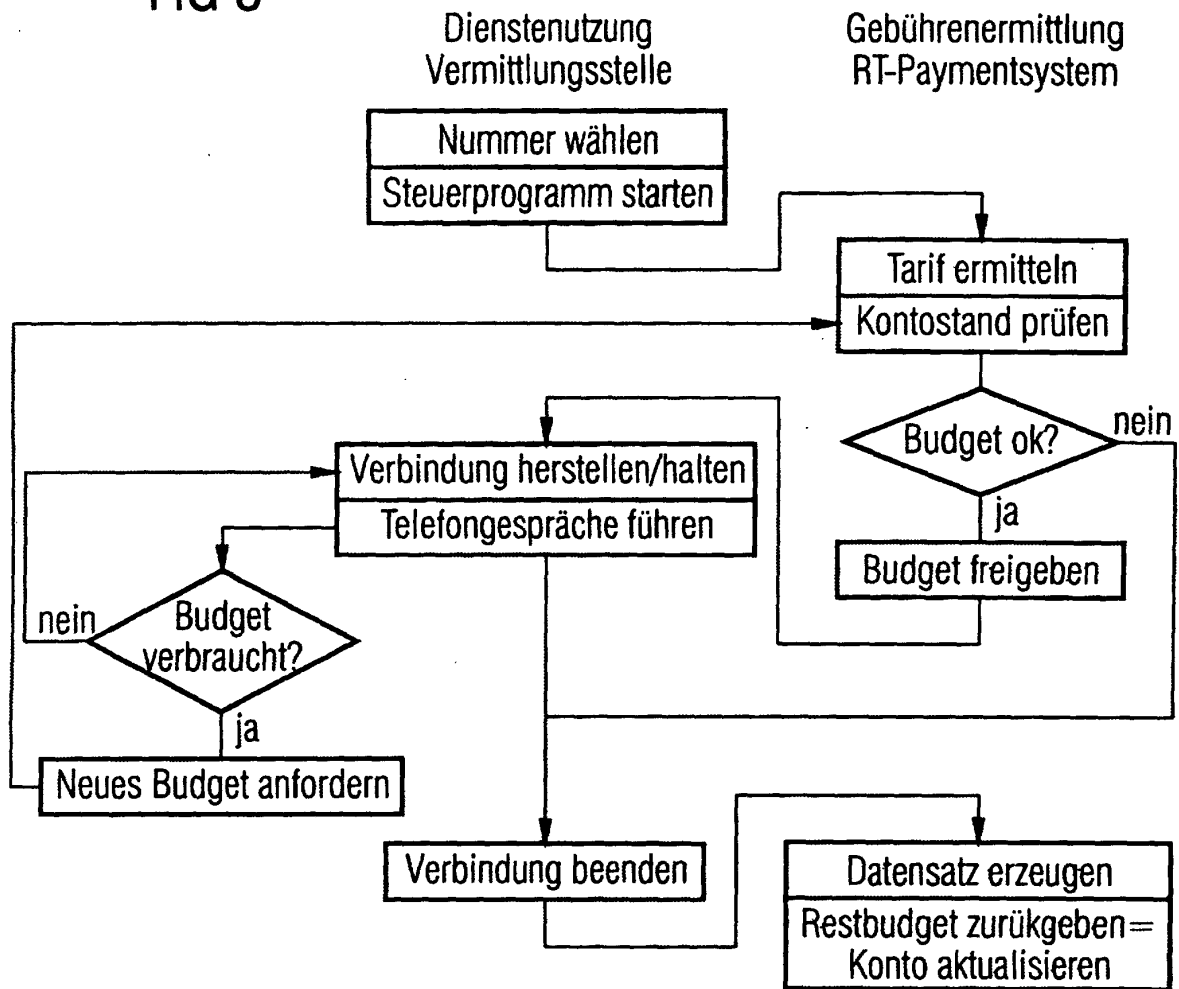 Dienstenutzung
Vermittlungsstelle
Gebührenermittlung
RT-Paymentsystem
Nummer wählen
Steuerprogramm starten
Tarif ermitteln
Kontostand prüfen
Budget ok?
nein
ja
Budget freigeben
Verbindung herstellen/halten
Telefongespräche führen
Budget
verbraucht?
nein
ja
Neues Budget anfordern
Verbindung beenden
Datensatz erzeugen
Restbudget zurükgeben=
Konto aktualisieren